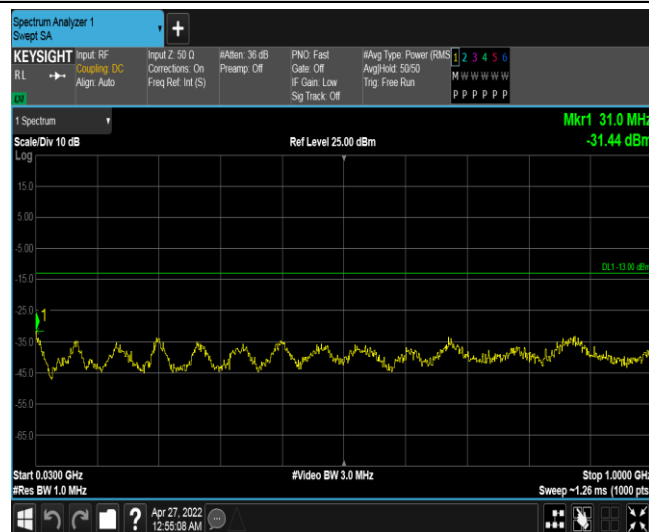 Spectrum Analyzer 1
Swept SA
KEYSIGHT
RL
Input: RF
Coupling: DC
Align: Auto
Input Z: 50 Ω
Corrections: On
Freq Ref: Int (S)
#Atten: 36 dB
Preamp: Off
PNO: Fast
Gate: Off
IF Gain: Low
Sig Track: Off
#Avg Type: Power (RMS
Avg|Hold: 50/50
Trig: Free Run
1 2 3 4 5 6
M W W W W W
P P P P P P
1 Spectrum
Scale/Div 10 dB
Ref Level 25.00 dBm
Mkr1 31.0 MHz
-31.44 dBm
Log
15.0
5.00
-5.00
DL1 -13.00 dBm
-15.0
-25.0
1
-35.0
-45.0
-55.0
-65.0
Start 0.0300 GHz
#Video BW 3.0 MHz
Stop 1.0000 GHz
#Res BW 1.0 MHz
Sweep ~1.26 ms (1000 pts
?
Apr 27, 2022
12:55:08 AM